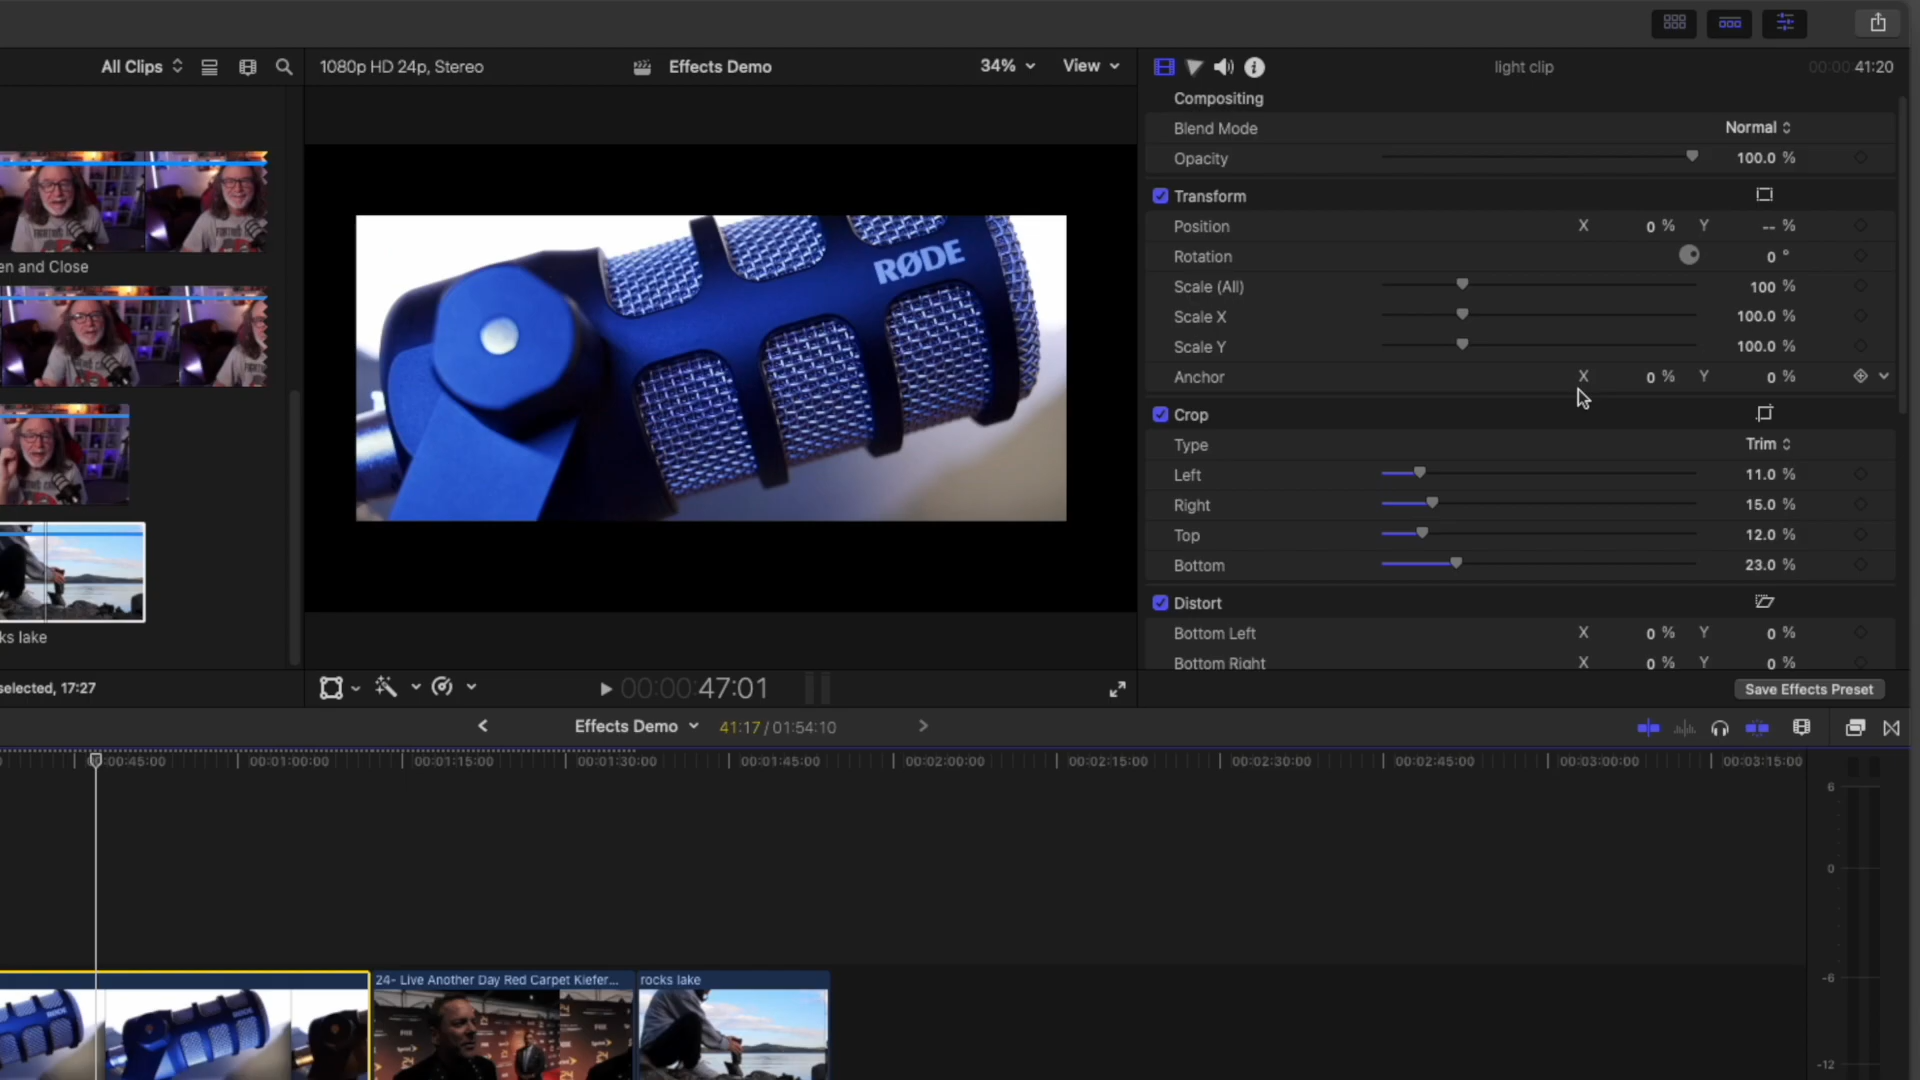 All Clips
1080p HD 24p, Stereo
Effects Demo
34%
View
light clip
00:00:41:20
Compositing
Blend Mode
Normal
Opacity
100.0 %
Transform
Position
X 0 % Y -- %
Rotation
0 °
Scale (All)
100 %
Scale X
100.0 %
Scale Y
100.0 %
Anchor
X 0 % Y 0 %
Crop
Type
Trim
Left
11.0 %
Right
15.0 %
Top
12.0 %
Bottom
23.0 %
Distort
Bottom Left
X 0 % Y 0 %
Bottom Right
X 0 % Y 0 %
Save Effects Preset
RØDE
en and Close
ks lake
selected, 17:27
00:00:47:01
Effects Demo
41:17 / 01:54:10
00:00:45:00
00:01:00:00
00:01:15:00
00:01:30:00
00:01:45:00
00:02:00:00
00:02:15:00
00:02:30:00
00:02:45:00
00:03:00:00
00:03:15:00
6
0
-6
-12
24- Live Another Day Red Carpet Kiefer...
rocks lake
RØDE
RØDE